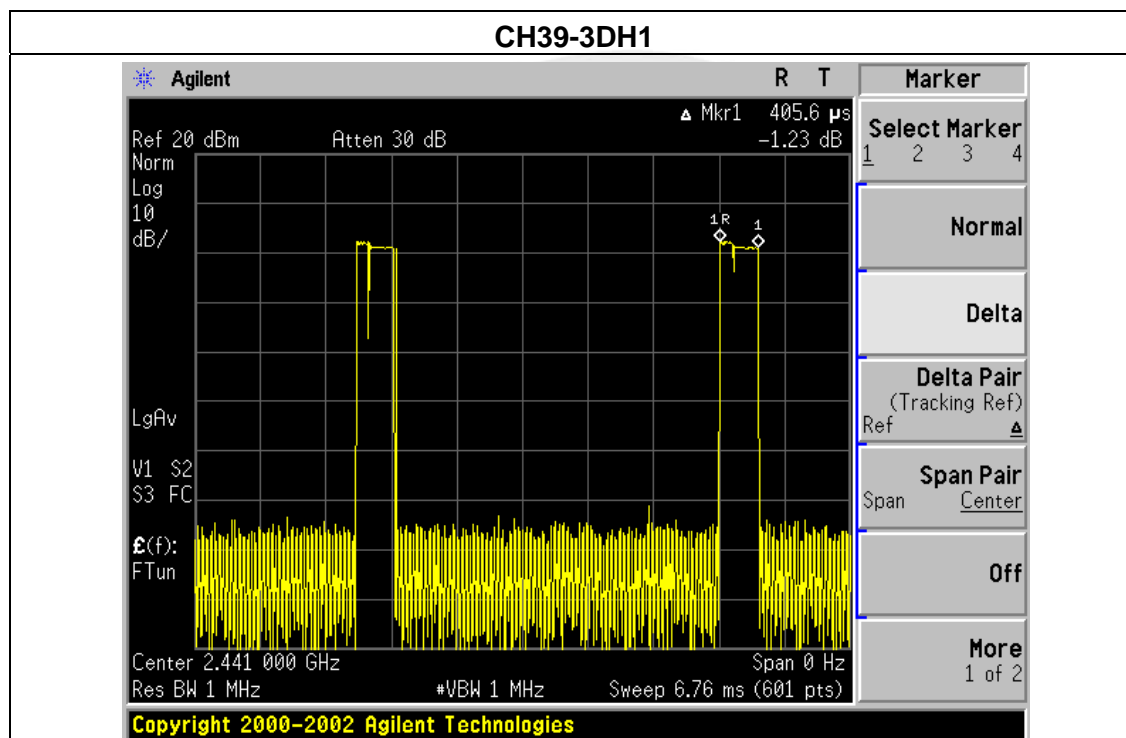 CH39-3DH1
Agilent R T
Δ Mkr1 405.6 µs
Ref 20 dBm Atten 30 dB -1.23 dB
Norm
Log
10
dB/
1R 1
LgAv
V1 S2
S3 FC
£(f):
FTun
Center 2.441 000 GHz Span 0 Hz
Res BW 1 MHz #VBW 1 MHz Sweep 6.76 ms (601 pts)
Copyright 2000-2002 Agilent Technologies
Marker
Select Marker
1 2 3 4
Normal
Delta
Delta Pair
(Tracking Ref)
Ref Δ
Span Pair
Span Center
Off
More
1 of 2